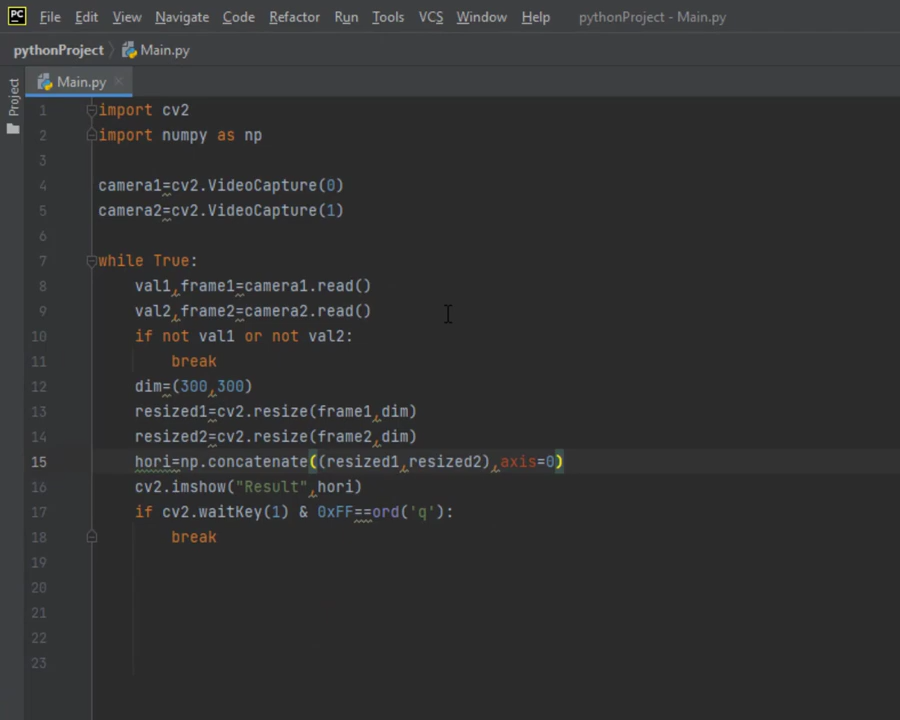 PC File Edit View Navigate Code Refactor Run Tools VCS Window Help pythonProject - Main.py
pythonProject Main.py
Project
Main.py
1 import cv2
2 import numpy as np
3
4 camera1=cv2.VideoCapture(0)
5 camera2=cv2.VideoCapture(1)
6
7 while True:
8     val1,frame1=camera1.read()
9     val2,frame2=camera2.read()
10     if not val1 or not val2:
11         break
12     dim=(300,300)
13     resized1=cv2.resize(frame1,dim)
14     resized2=cv2.resize(frame2,dim)
15     hori=np.concatenate((resized1,resized2),axis=0)
16     cv2.imshow("Result",hori)
17     if cv2.waitKey(1) & 0xFF==ord('q'):
18         break
19
20
21
22
23